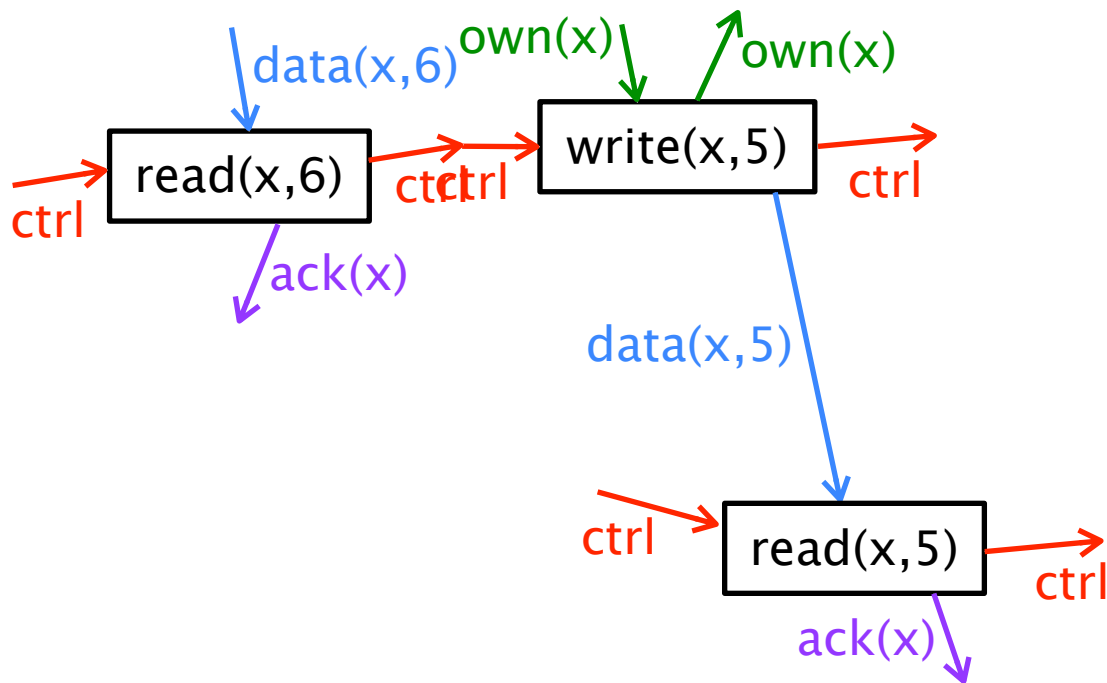 own(x)
own(x)
data(x,6)
write(x,5)
read(x,6)
ctrl
ctrl
ctrl
ctrl
ack(x)
data(x,5)
ctrl
read(x,5)
ctrl
ack(x)